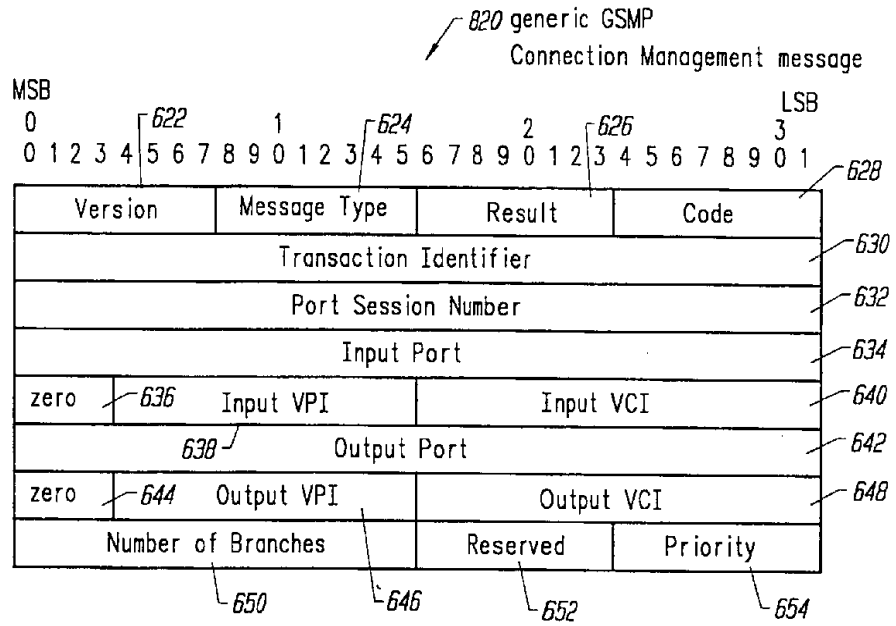 820 generic GSMP
Connection Management message
MSB LSB
0 622 1 624 2 626 3
0 1 2 3 4 5 6 7 8 9 0 1 2 3 4 5 6 7 8 9 0 1 2 3 4 5 6 7 8 9 0 1
628
Version Message Type Result Code
Transaction Identifier 630
Port Session Number 632
Input Port 634
zero 636 Input VPI Input VCI 640
638 Output Port 642
zero 644 Output VPI Output VCI 648
Number of Branches Reserved Priority
650 646 652 654